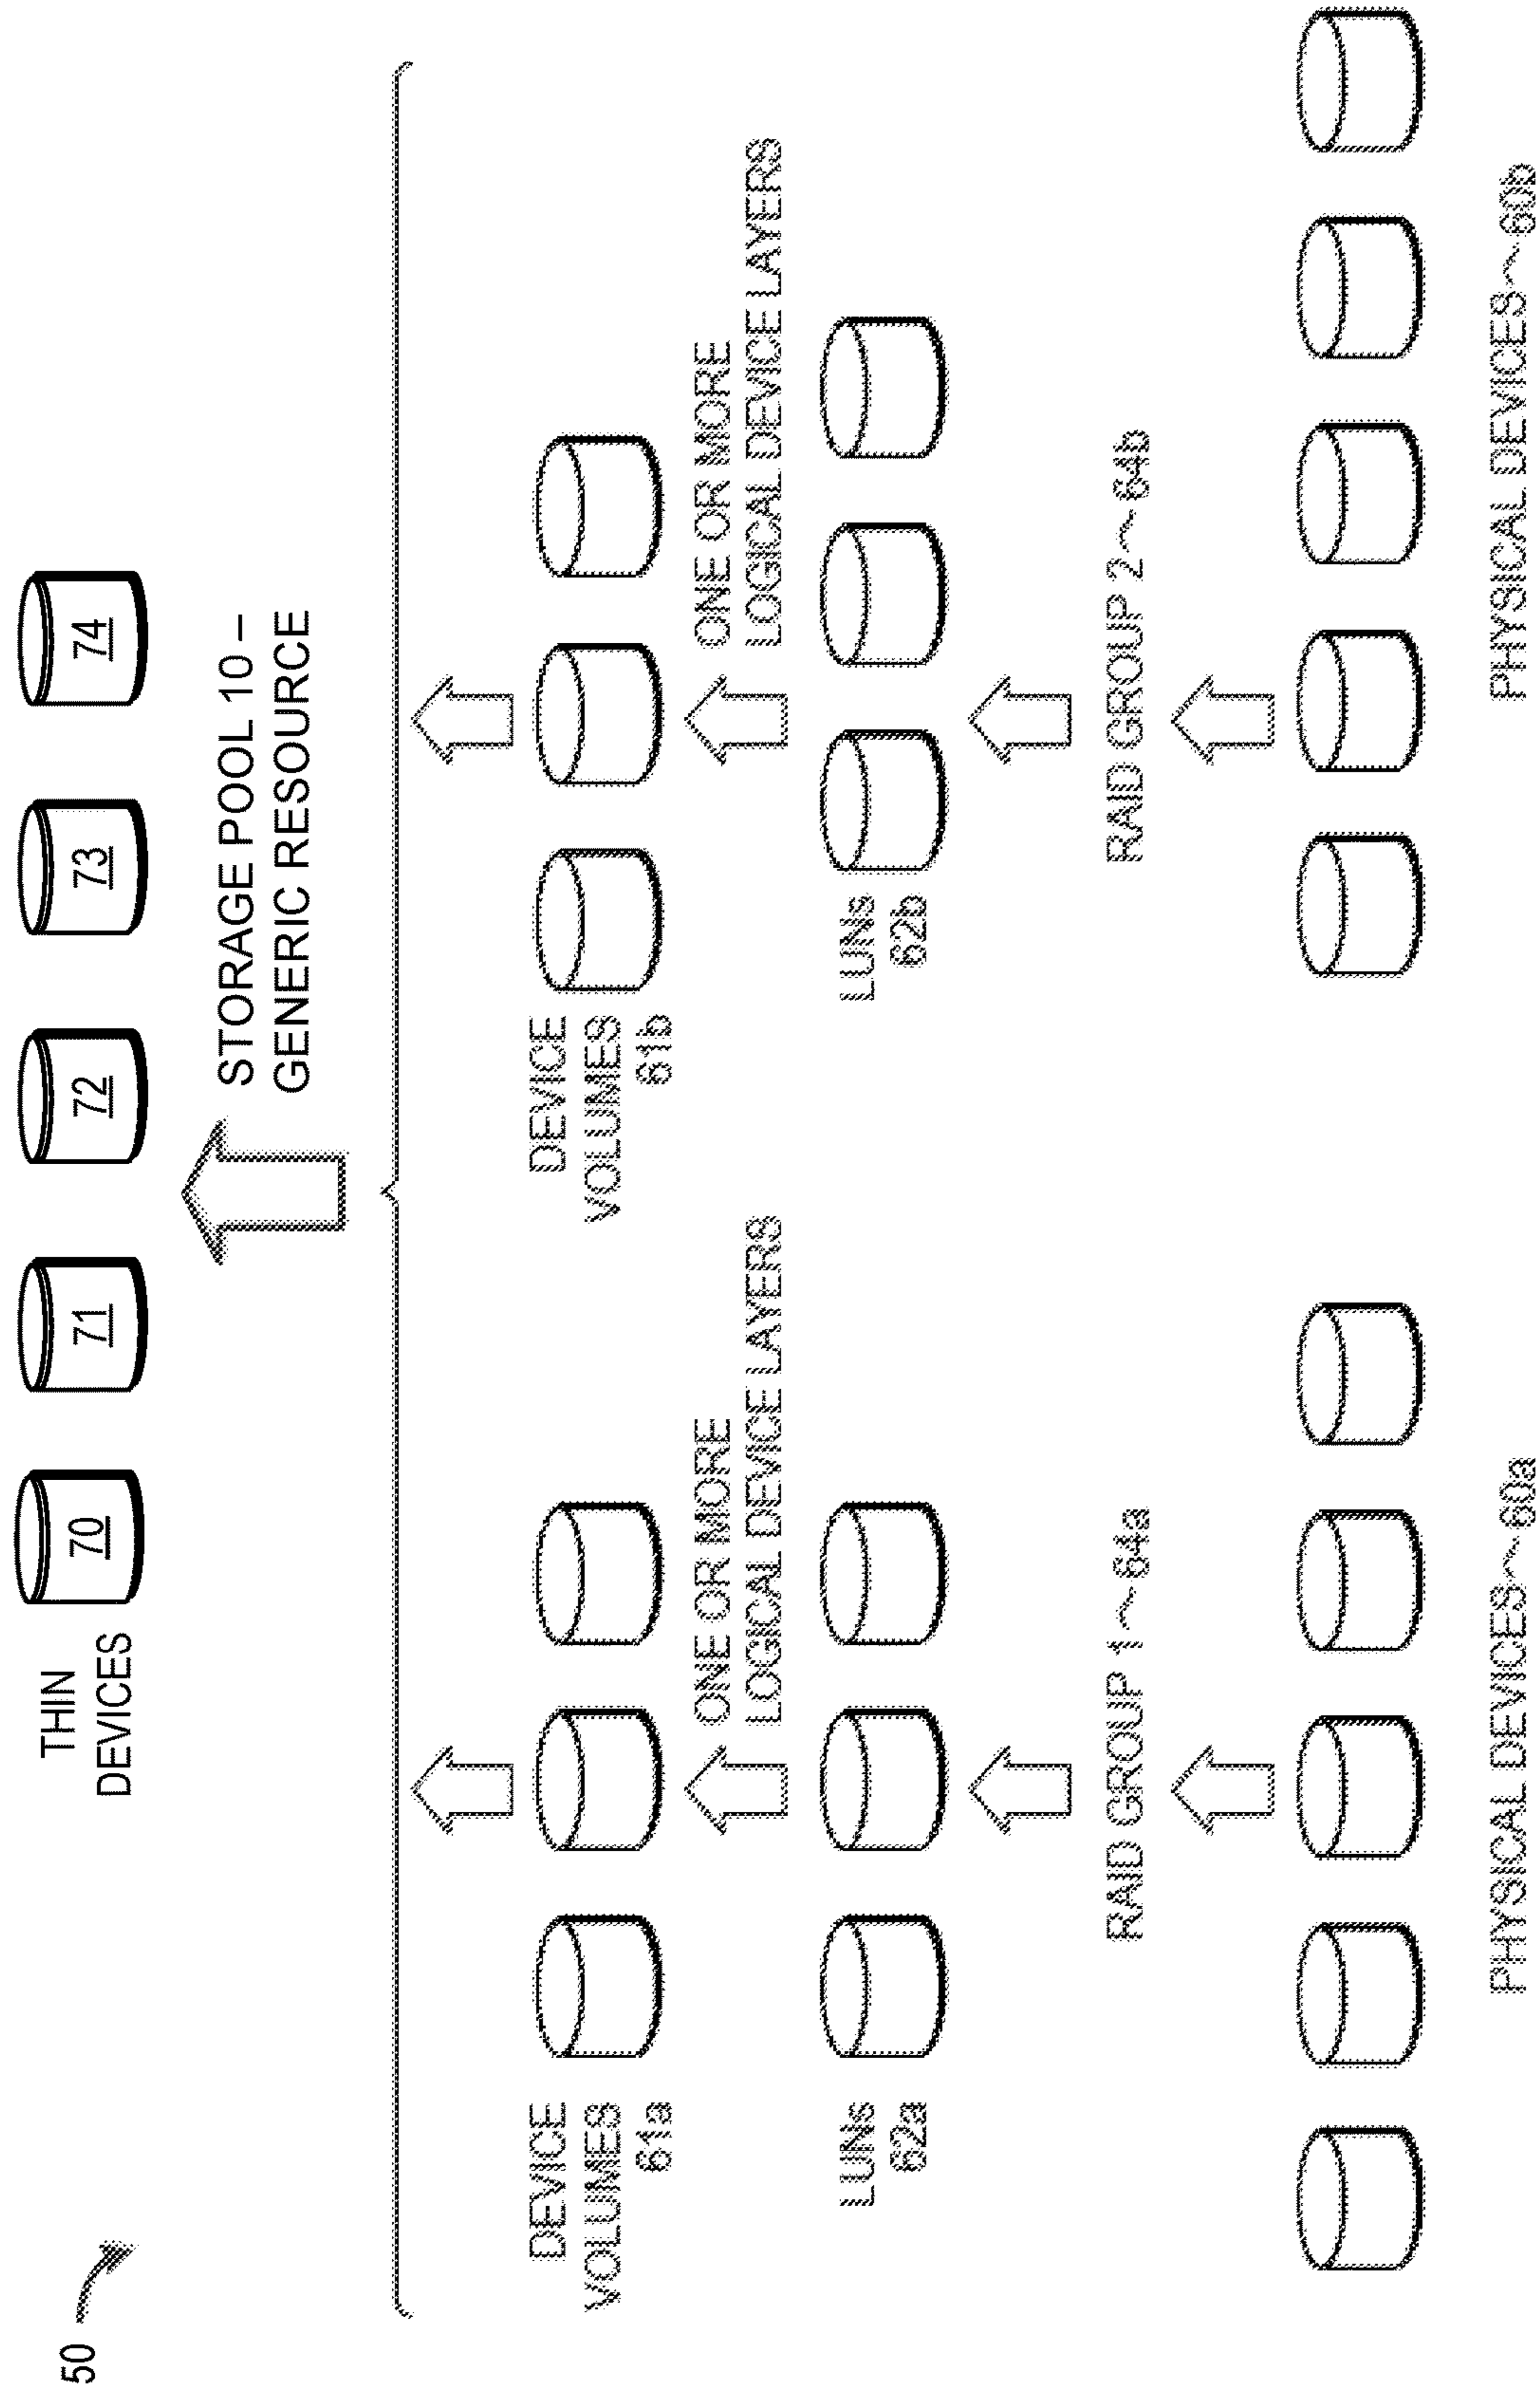 50
THIN
DEVICES
70
71
72
73
74
STORAGE POOL 10 –
GENERIC RESOURCE
DEVICE
VOLUMES
61a
DEVICE
VOLUMES
61b
ONE OR MORE
LOGICAL DEVICE LAYERS
ONE OR MORE
LOGICAL DEVICE LAYERS
LUNs
62a
LUNs
62b
RAID GROUP 1~64a
RAID GROUP 2~64b
PHYSICAL DEVICES~60a
PHYSICAL DEVICES~60b